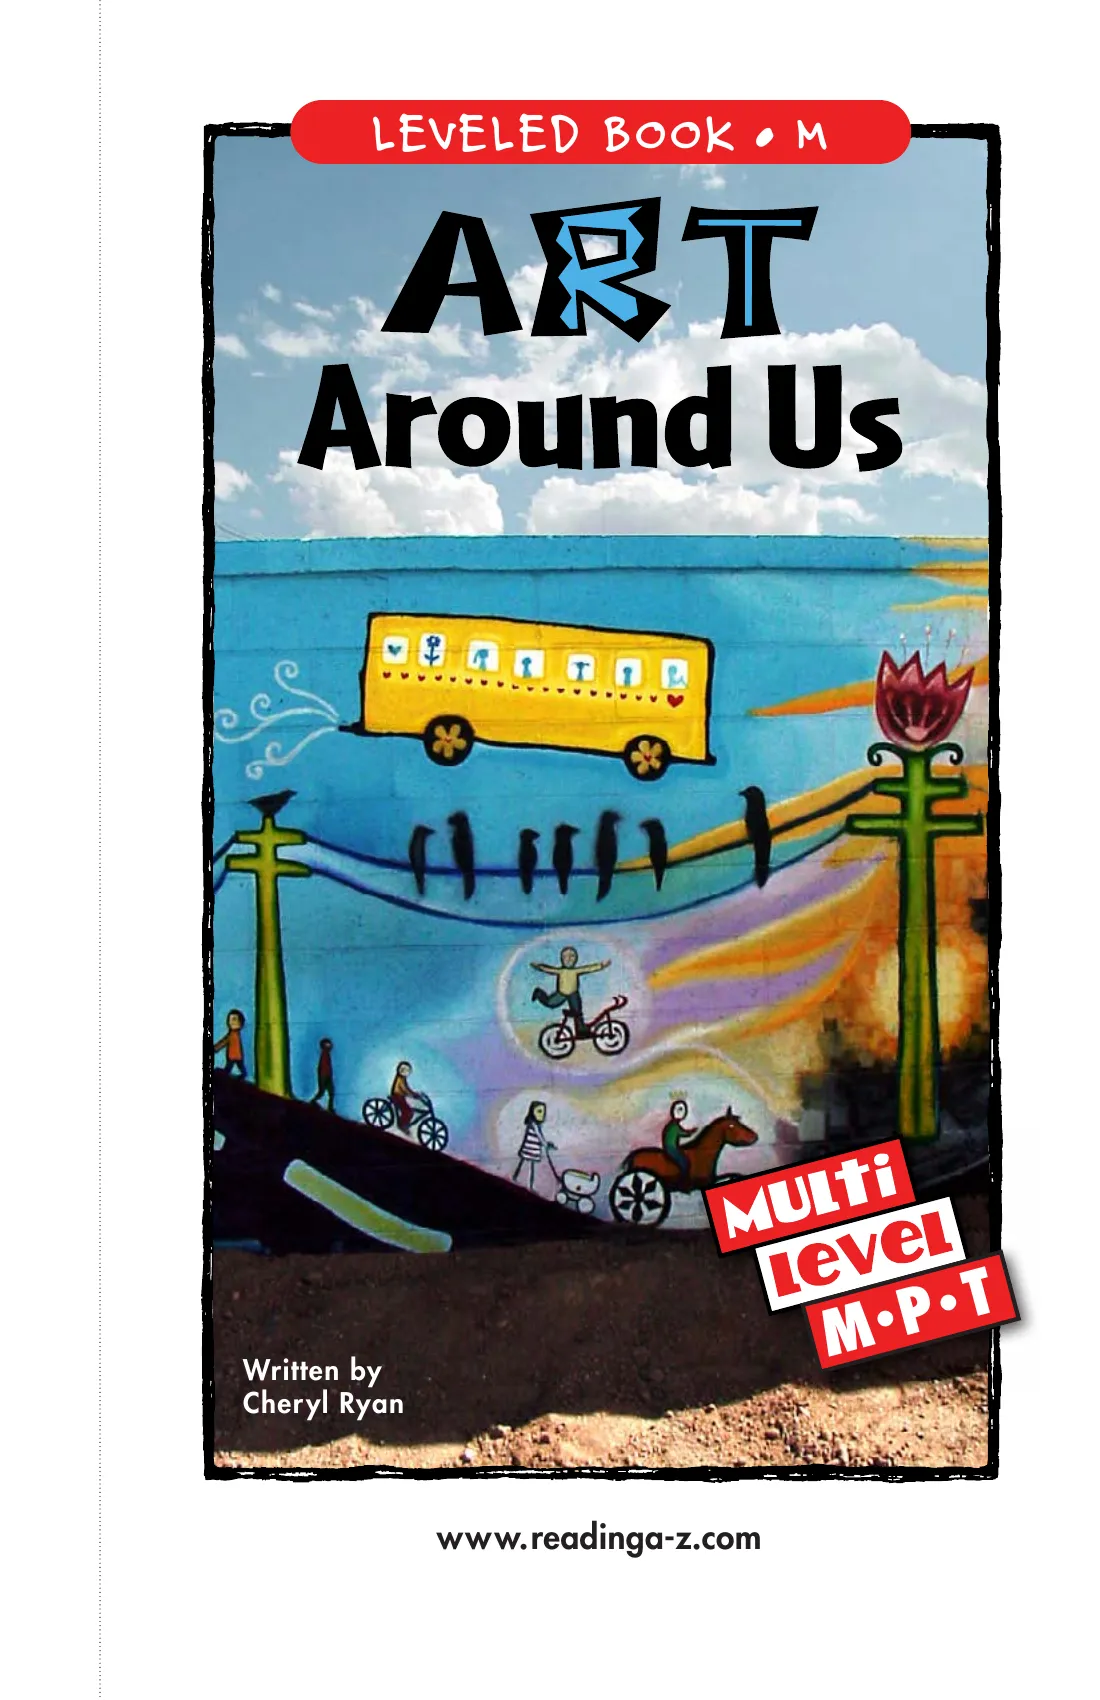 LEVELED BOOK • M
ART
Around Us
Multi
level
M•P•T
Written by
Cheryl Ryan
www.readinga-z.com